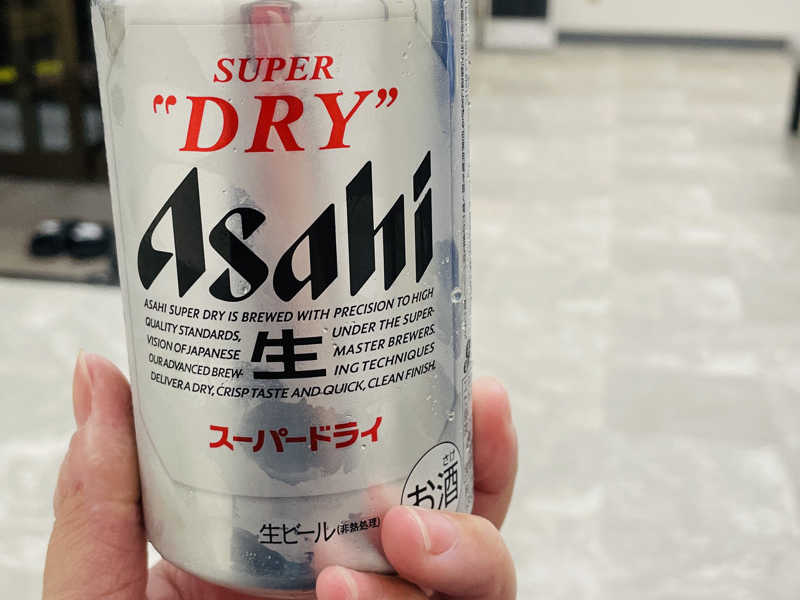 SUPER
"DRY"
Asahi
ASAHI SUPER DRY IS BREWED WITH PRECISION TO HIGH
QUALITY STANDARDS, UNDER THE SUPER-
VISION OF JAPANESE MASTER BREWERS.
OUR ADVANCED BREW- ING TECHNIQUES
生
DELIVER A DRY, CRISP TASTE AND QUICK, CLEAN FINISH.
スーパードライ
さけ
お酒
生ビール(非熱処理)